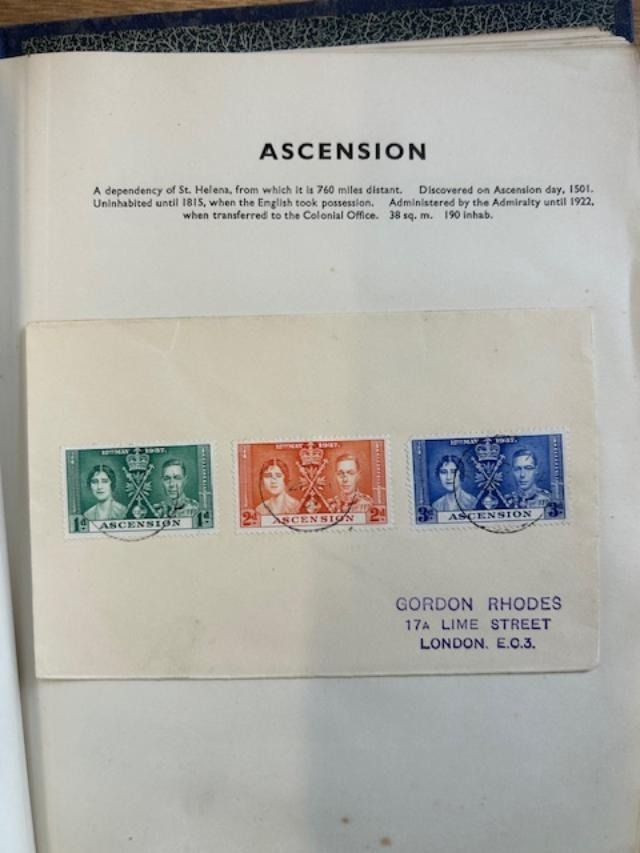 ASCENSION
A dependency of St. Helena, from which it is 760 miles distant. Discovered on Ascension day, 1501.
Uninhabited until 1815, when the English took possession. Administered by the Admiralty until 1922,
when transferred to the Colonial Office. 38 sq. m. 190 inhab.
12TH MAY 1937.
1d ASCENSION 1d
12TH MAY 1937.
2d ASCENSION 2d
12TH MAY 1937.
3d ASCENSION 3d
GORDON RHODES
17A LIME STREET
LONDON. E.C.3.